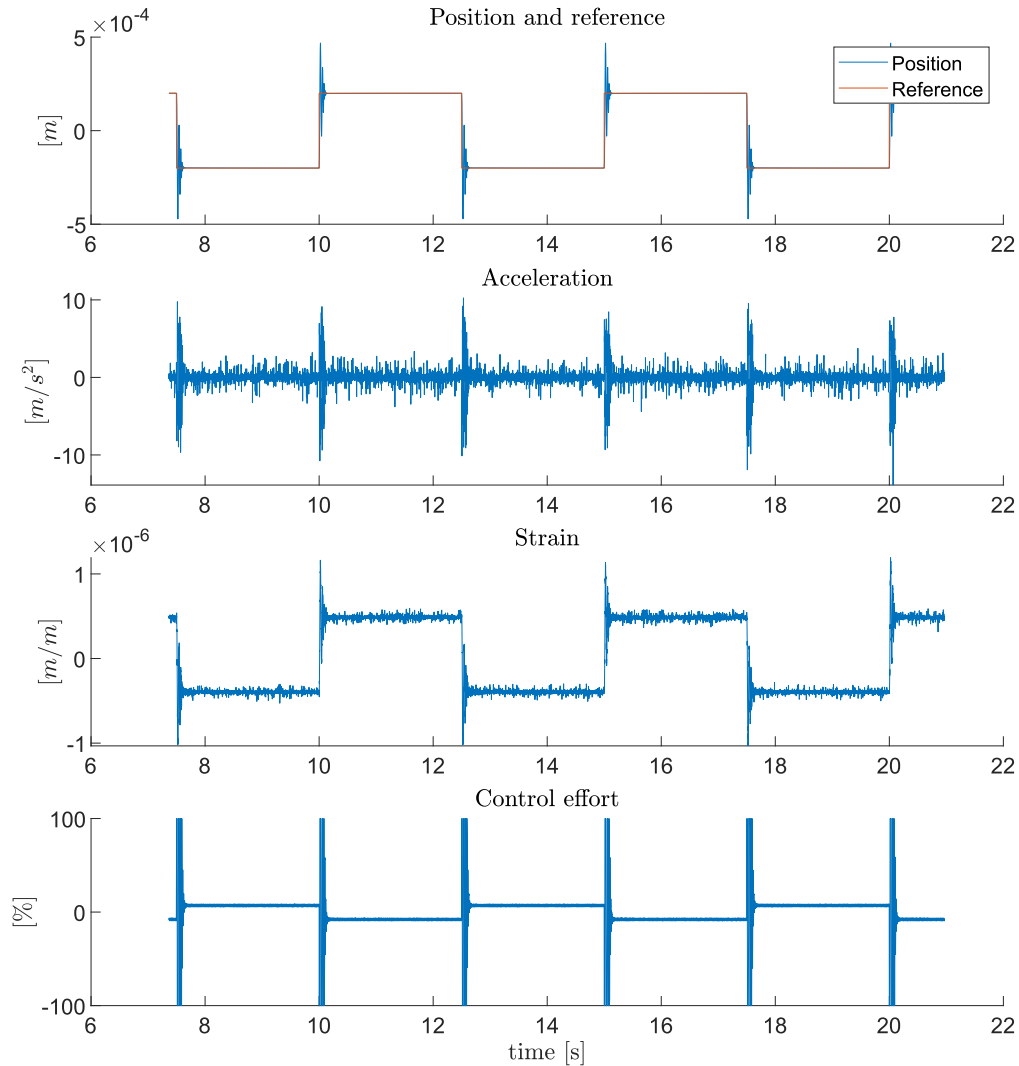 Position and reference
×10⁻⁴
5
0
-5
[m]
Position
Reference
6 8 10 12 14 16 18 20 22
Acceleration
10
0
-10
[m/s²]
6 8 10 12 14 16 18 20 22
Strain
×10⁻⁶
1
0
-1
[m/m]
6 8 10 12 14 16 18 20 22
Control effort
100
0
-100
[%]
6 8 10 12 14 16 18 20 22
time [s]